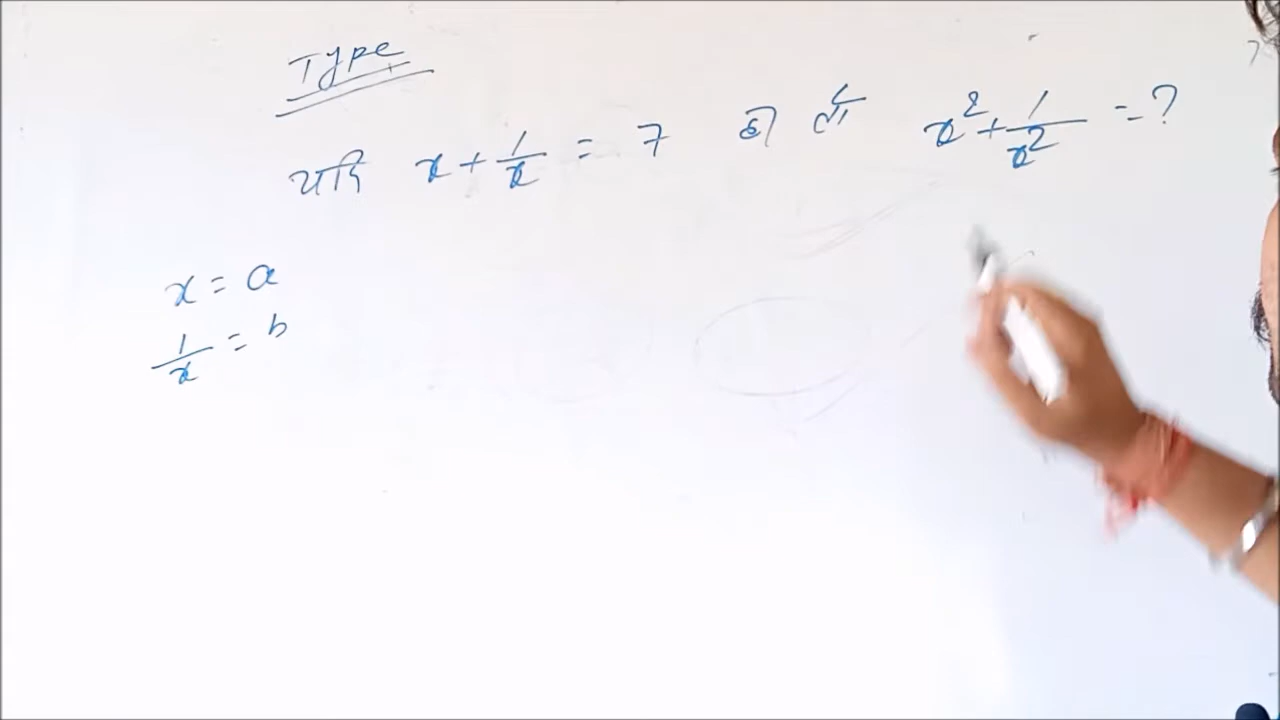 Type
यदि x + 1/x = 7 हो तो x² + 1/x² = ?
x = a
1/x = b